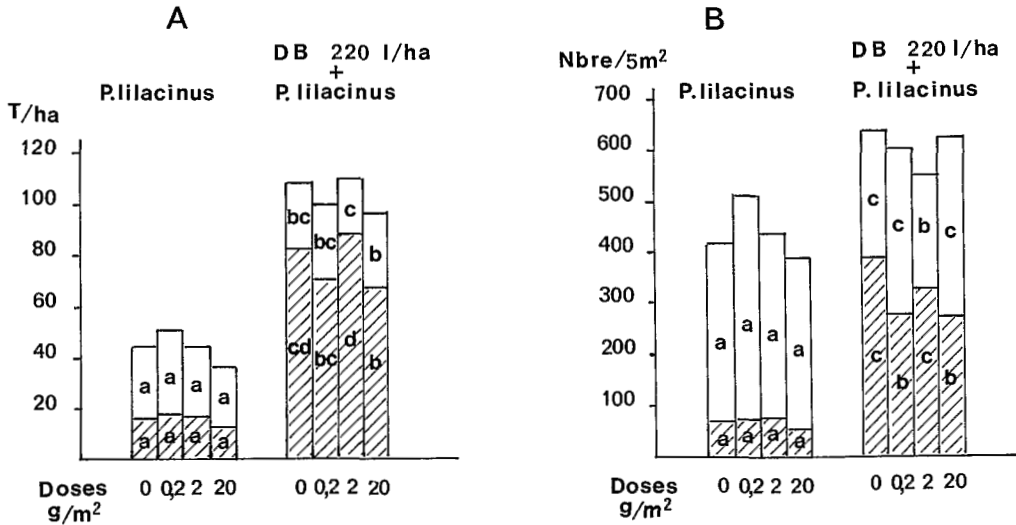 A
DB 220 l/ha
+
P.lilacinus
P.lilacinus
T/ha
120
100
80
60
40
20
a a a a
a a a a
bc bc c b
cd bc d b
Doses
g/m²
0 0,2 2 20
0 0,2 2 20
B
Nbre/5m²
DB 220 l/ha
+
P.lilacinus
P. lilacinus
700
600
500
400
300
200
100
a a a a
a a a a
c c b c
c b c b
Doses
g/m²
0 0,2 2 20
0 0,2 2 20